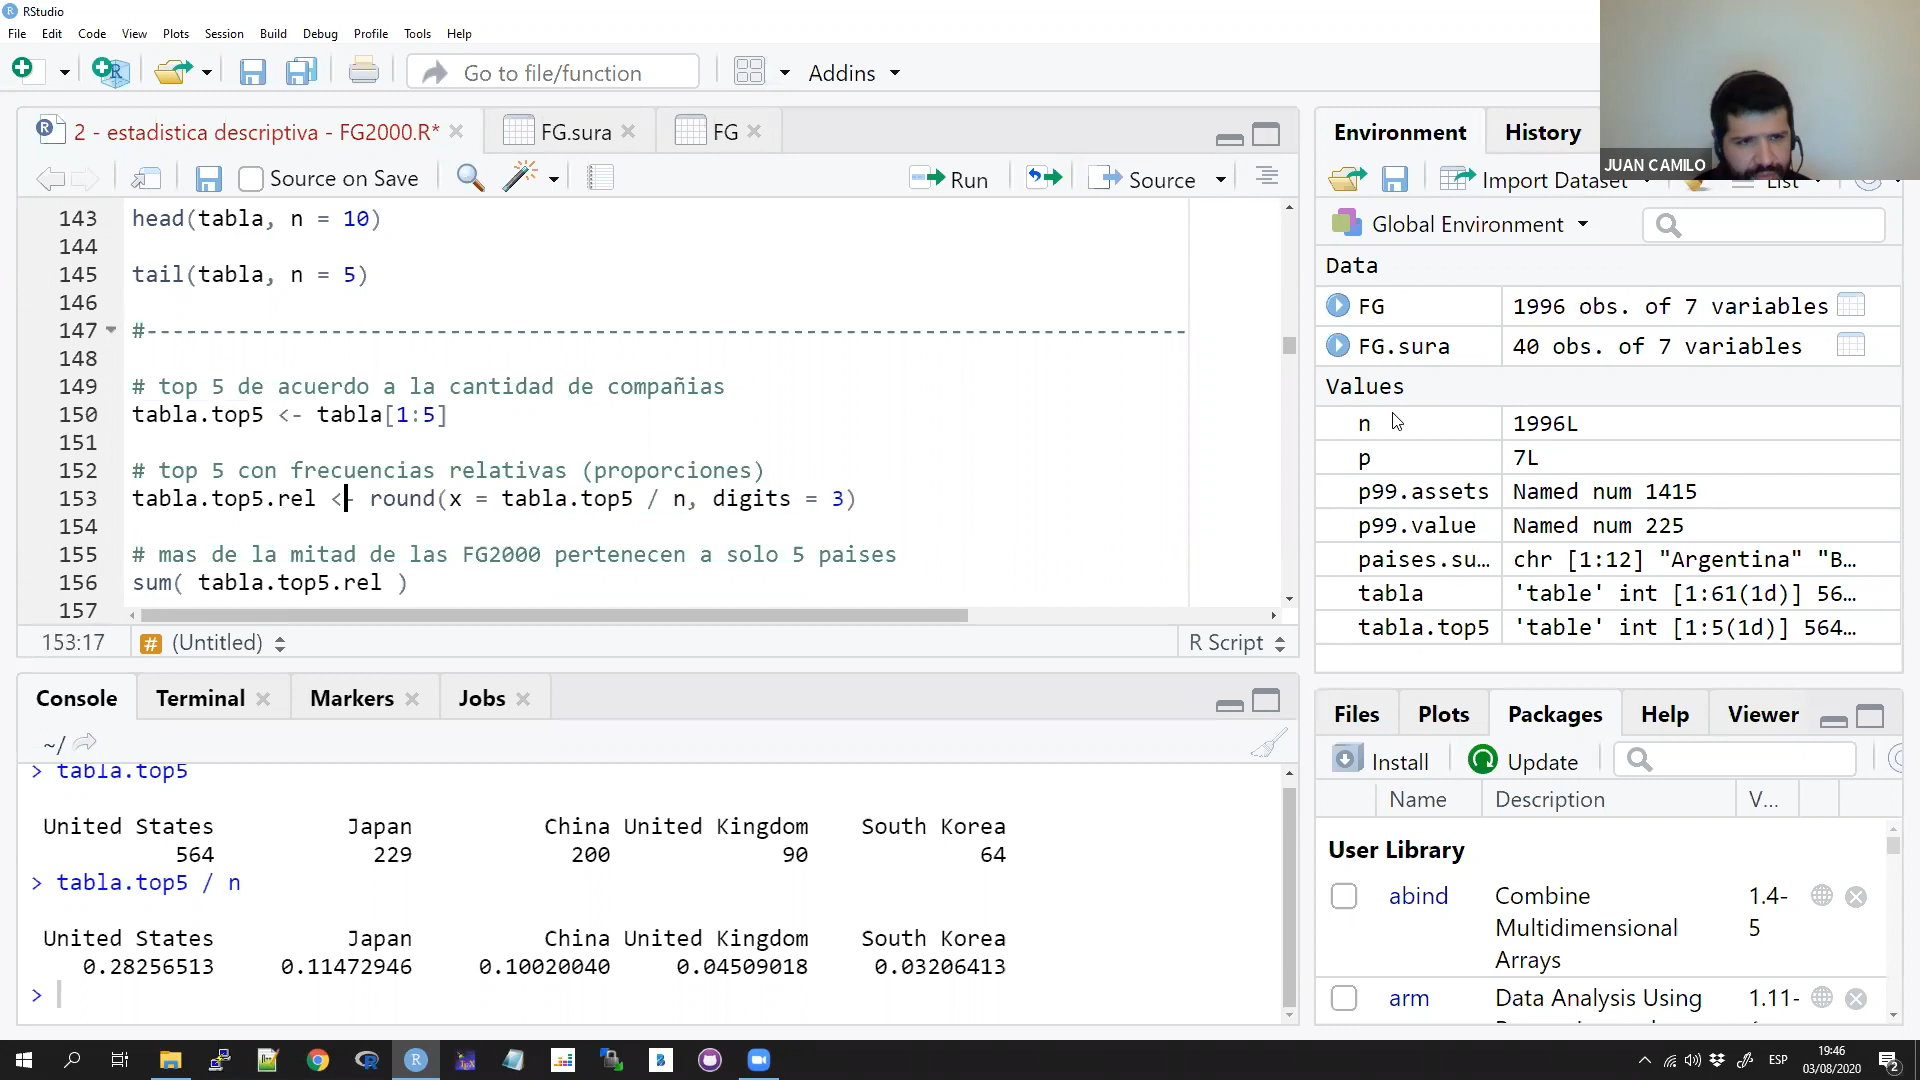 RStudio
File Edit Code View Plots Session Build Debug Profile Tools Help
Go to file/function
Addins
2 - estadistica descriptiva - FG2000.R*
FG.sura
FG
Source on Save
Run
Source
143 head(tabla, n = 10)
144
145 tail(tabla, n = 5)
146
147 #--------------------------------------------------------------------------------
148
149 # top 5 de acuerdo a la cantidad de compañias
150 tabla.top5 <- tabla[1:5]
151
152 # top 5 con frecuencias relativas (proporciones)
153 tabla.top5.rel <- round(x = tabla.top5 / n, digits = 3)
154
155 # mas de la mitad de las FG2000 pertenecen a solo 5 paises
156 sum( tabla.top5.rel )
157
153:17
(Untitled)
R Script
Console Terminal Markers Jobs
~/
> tabla.top5
United States Japan China United Kingdom South Korea
564 229 200 90 64
> tabla.top5 / n
United States Japan China United Kingdom South Korea
0.28256513 0.11472946 0.10020040 0.04509018 0.03206413
>
Environment History
JUAN CAMILO
Import Dataset
List
Global Environment
Data
FG 1996 obs. of 7 variables
FG.sura 40 obs. of 7 variables
Values
n 1996L
p 7L
p99.assets Named num 1415
p99.value Named num 225
paises.su… chr [1:12] "Argentina" "B…
tabla 'table' int [1:61(1d)] 56…
tabla.top5 'table' int [1:5(1d)] 564…
Files Plots Packages Help Viewer
Install
Update
Name Description V...
User Library
abind Combine Multidimensional Arrays 1.4-5
arm Data Analysis Using 1.11-
ESP
19:46
03/08/2020
2